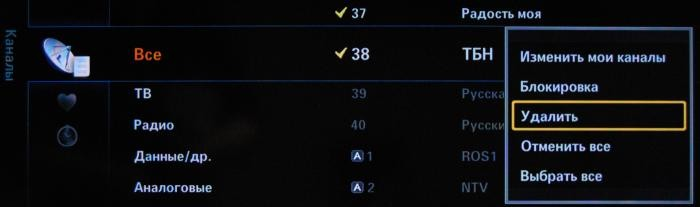 37 Радость моя
Каналы
Все 38 ТБН
ТВ 39 Русска
Радио 40 Русски
Данные/др. A 1 ROS1
Аналоговые A 2 NTV
Изменить мои каналы
Блокировка
Удалить
Отменить все
Выбрать все